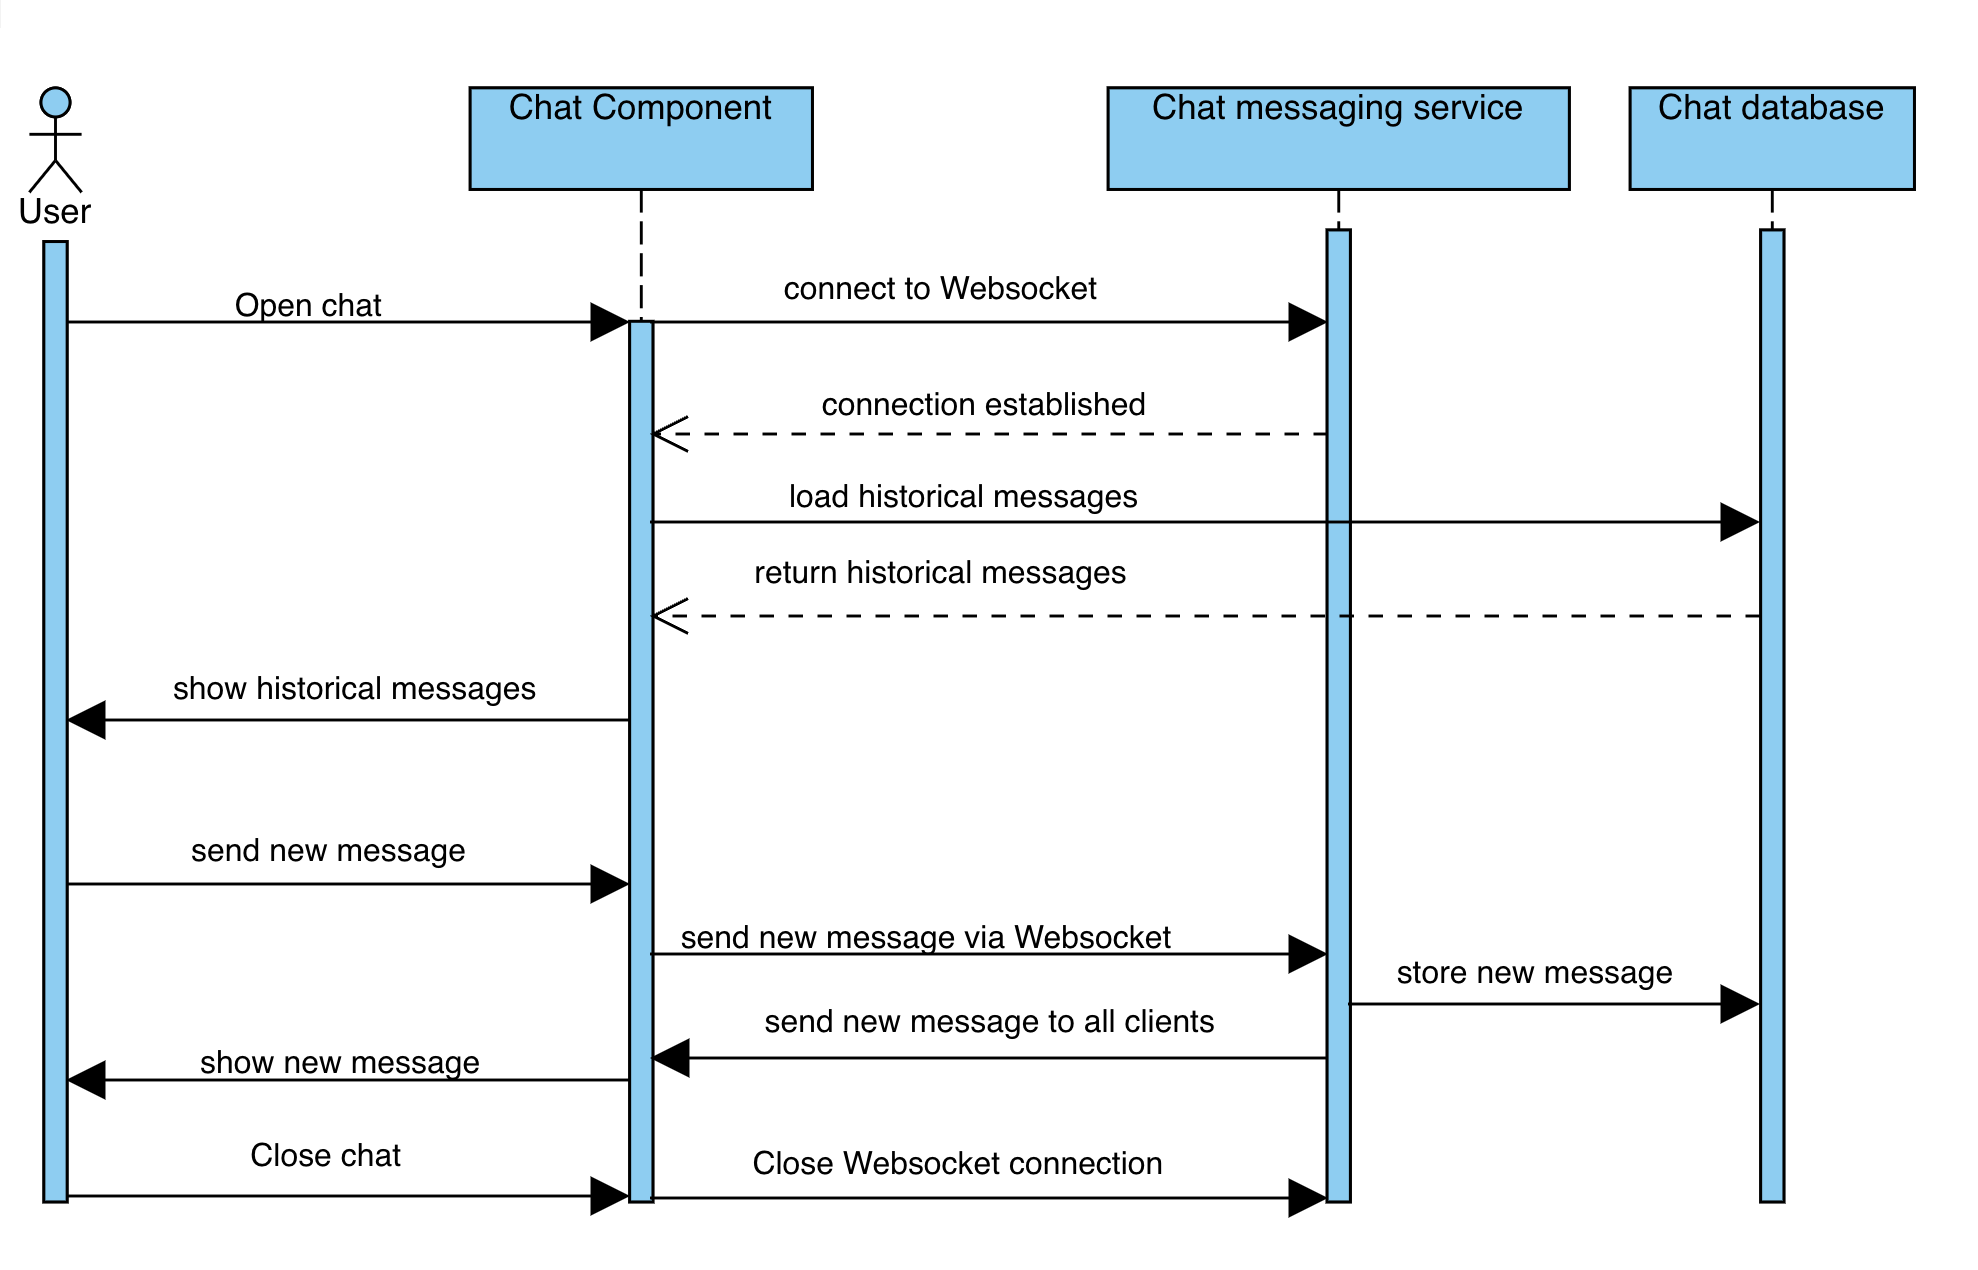 Chat Component
Chat messaging service
Chat database
User
connect to Websocket
Open chat
connection established
load historical messages
return historical messages
show historical messages
send new message
send new message via Websocket
store new message
send new message to all clients
show new message
Close chat
Close Websocket connection